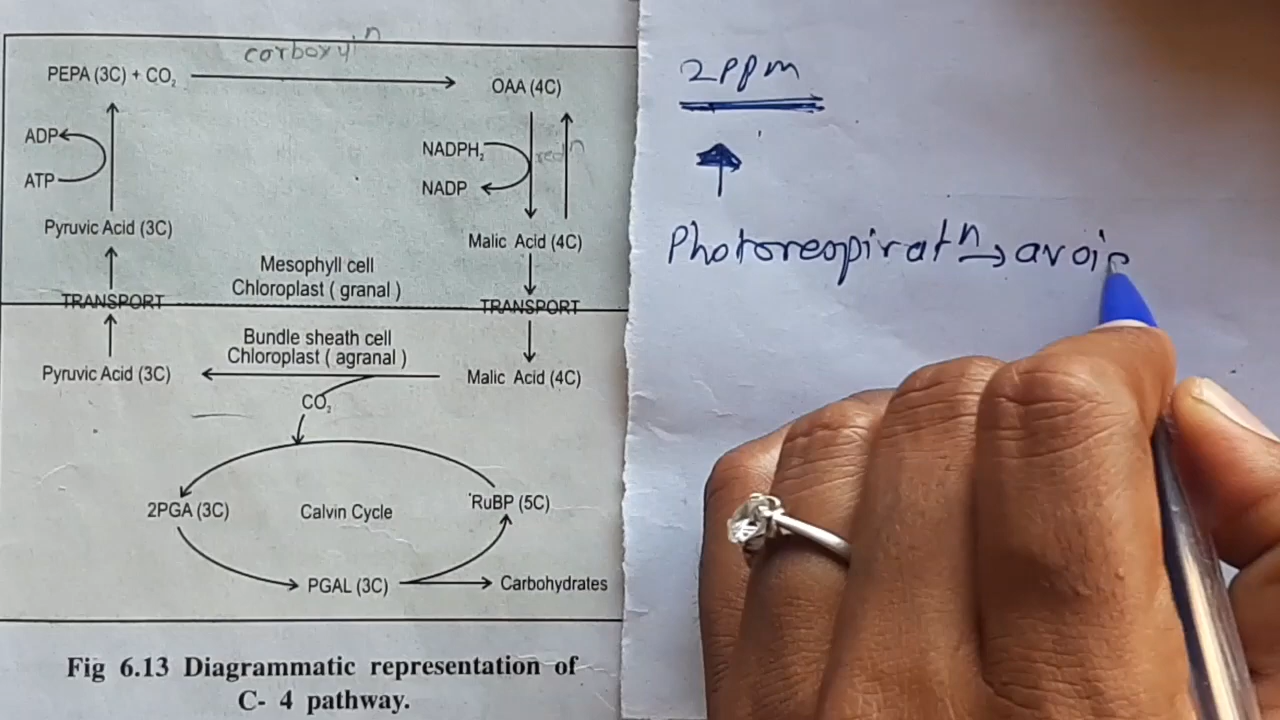 carboxylⁿ
PEPA (3C) + CO₂
OAA (4C)
ADP
ATP
NADPH₂
NADP
redⁿ
Pyruvic Acid (3C)
Malic Acid (4C)
Mesophyll cell
Chloroplast ( granal )
TRANSPORT
TRANSPORT
Bundle sheath cell
Chloroplast ( agranal )
Pyruvic Acid (3C)
Malic Acid (4C)
CO₂
2PGA (3C)
Calvin Cycle
RuBP (5C)
PGAL (3C)
Carbohydrates
Fig 6.13 Diagrammatic representation of
C- 4 pathway.
2ppm
Photorespiratⁿ → avoid